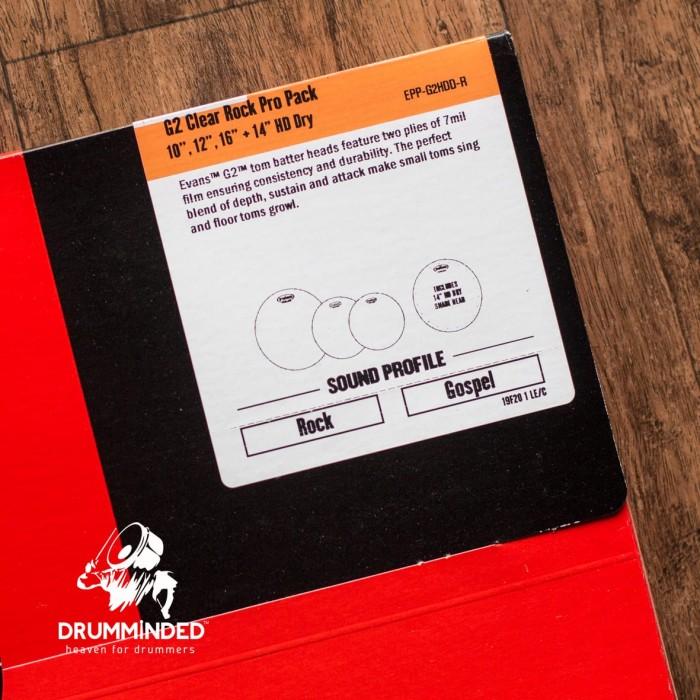 G2 Clear Rock Pro Pack
EPP-G2HDD-R
10", 12", 16" + 14" HD Dry
Evans™ G2™ tom batter heads feature two plies of 7mil
film ensuring consistency and durability. The perfect
blend of depth, sustain and attack make small toms sing
and floor toms growl.
INCLUDES
14" HD DRY
SNARE HEAD
SOUND PROFILE
Rock
Gospel
19F20 1 LE/C
DRUMMINDED™
heaven for drummers